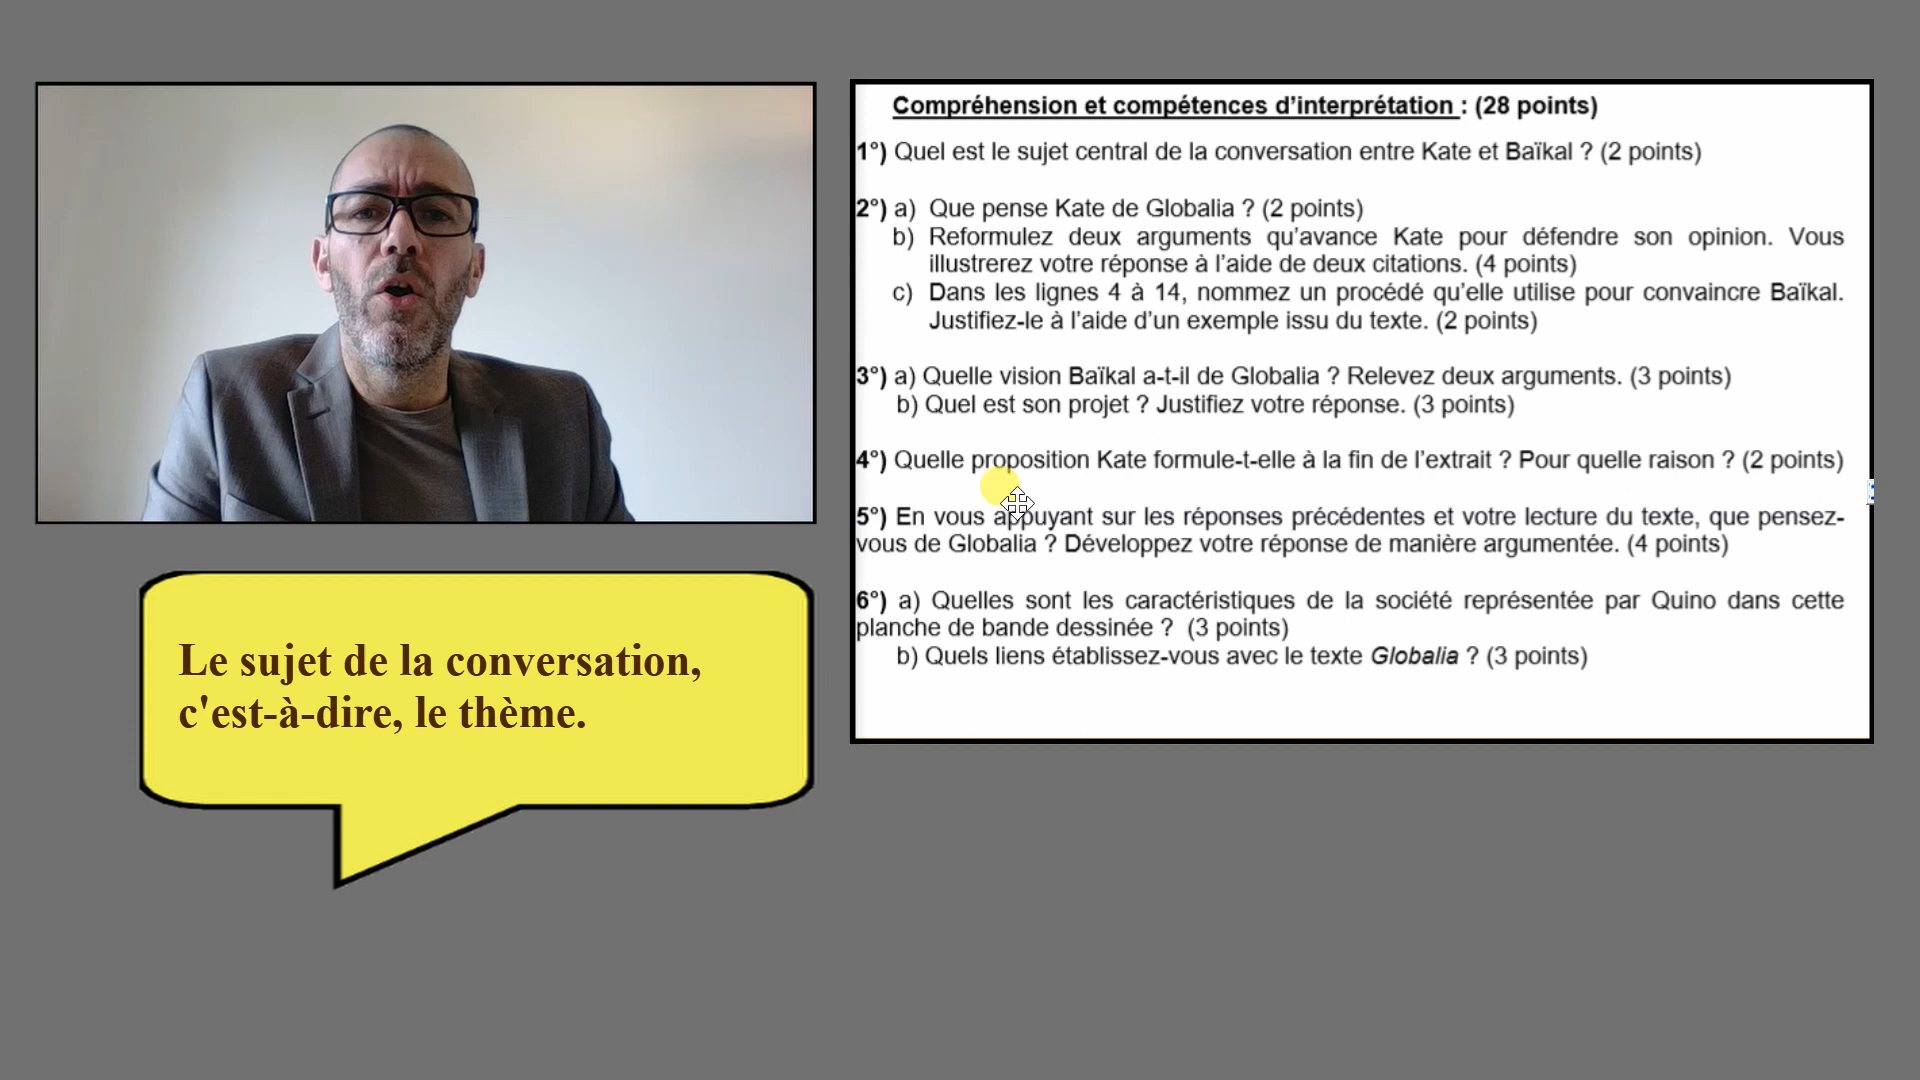 Compréhension et compétences d’interprétation : (28 points)
1°) Quel est le sujet central de la conversation entre Kate et Baïkal ? (2 points)
2°) a) Que pense Kate de Globalia ? (2 points)
b) Reformulez deux arguments qu’avance Kate pour défendre son opinion. Vous
illustrerez votre réponse à l’aide de deux citations. (4 points)
c) Dans les lignes 4 à 14, nommez un procédé qu’elle utilise pour convaincre Baïkal.
Justifiez-le à l’aide d’un exemple issu du texte. (2 points)
3°) a) Quelle vision Baïkal a-t-il de Globalia ? Relevez deux arguments. (3 points)
b) Quel est son projet ? Justifiez votre réponse. (3 points)
4°) Quelle proposition Kate formule-t-elle à la fin de l’extrait ? Pour quelle raison ? (2 points)
5°) En vous appuyant sur les réponses précédentes et votre lecture du texte, que pensez-
vous de Globalia ? Développez votre réponse de manière argumentée. (4 points)
6°) a) Quelles sont les caractéristiques de la société représentée par Quino dans cette
planche de bande dessinée ? (3 points)
b) Quels liens établissez-vous avec le texte Globalia ? (3 points)
Le sujet de la conversation,
c'est-à-dire, le thème.